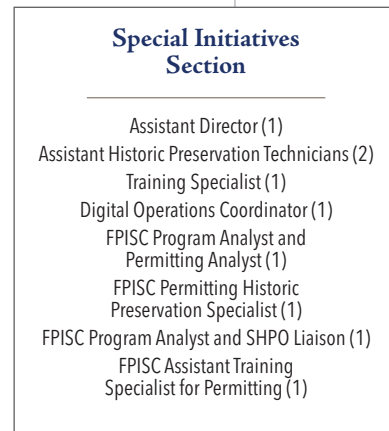 Special Initiatives
Section
Assistant Director (1)
Assistant Historic Preservation Technicians (2)
Training Specialist (1)
Digital Operations Coordinator (1)
FPISC Program Analyst and
Permitting Analyst (1)
FPISC Permitting Historic
Preservation Specialist (1)
FPISC Program Analyst and SHPO Liaison (1)
FPISC Assistant Training
Specialist for Permitting (1)